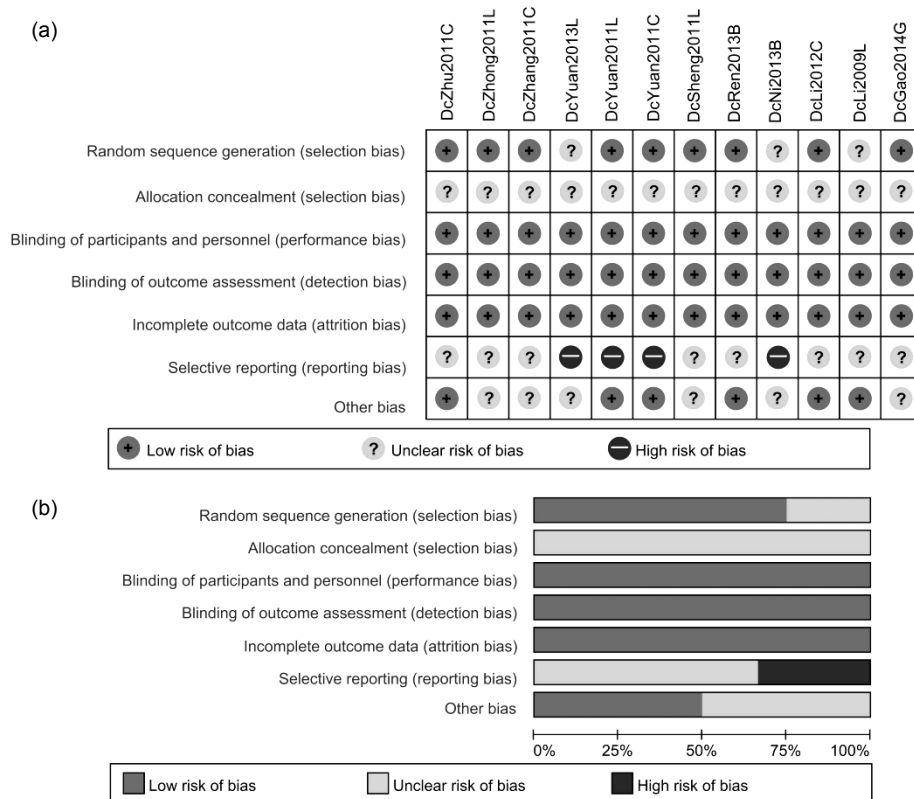 (a)
DcZhu2011C
DcZhong2011L
DcZhang2011C
DcYuan2013L
DcYuan2011L
DcYuan2011C
DcSheng2011L
DcRen2013B
DcNi2013B
DcLi2012C
DcLi2009L
DcGao2014G
Random sequence generation (selection bias) + + + ? + + + + ? + ? +
Allocation concealment (selection bias) ? ? ? ? ? ? ? ? ? ? ? ?
Blinding of participants and personnel (performance bias) + + + + + + + + + + + +
Blinding of outcome assessment (detection bias) + + + + + + + + + + + +
Incomplete outcome data (attrition bias) + + + + + + + + + + + +
Selective reporting (reporting bias) ? ? ? — — — ? ? — ? ? ?
Other bias + ? ? ? + + ? + ? + + ?
+ Low risk of bias ? Unclear risk of bias — High risk of bias
(b)
Random sequence generation (selection bias)
Allocation concealment (selection bias)
Blinding of participants and personnel (performance bias)
Blinding of outcome assessment (detection bias)
Incomplete outcome data (attrition bias)
Selective reporting (reporting bias)
Other bias
0% 25% 50% 75% 100%
Low risk of bias Unclear risk of bias High risk of bias